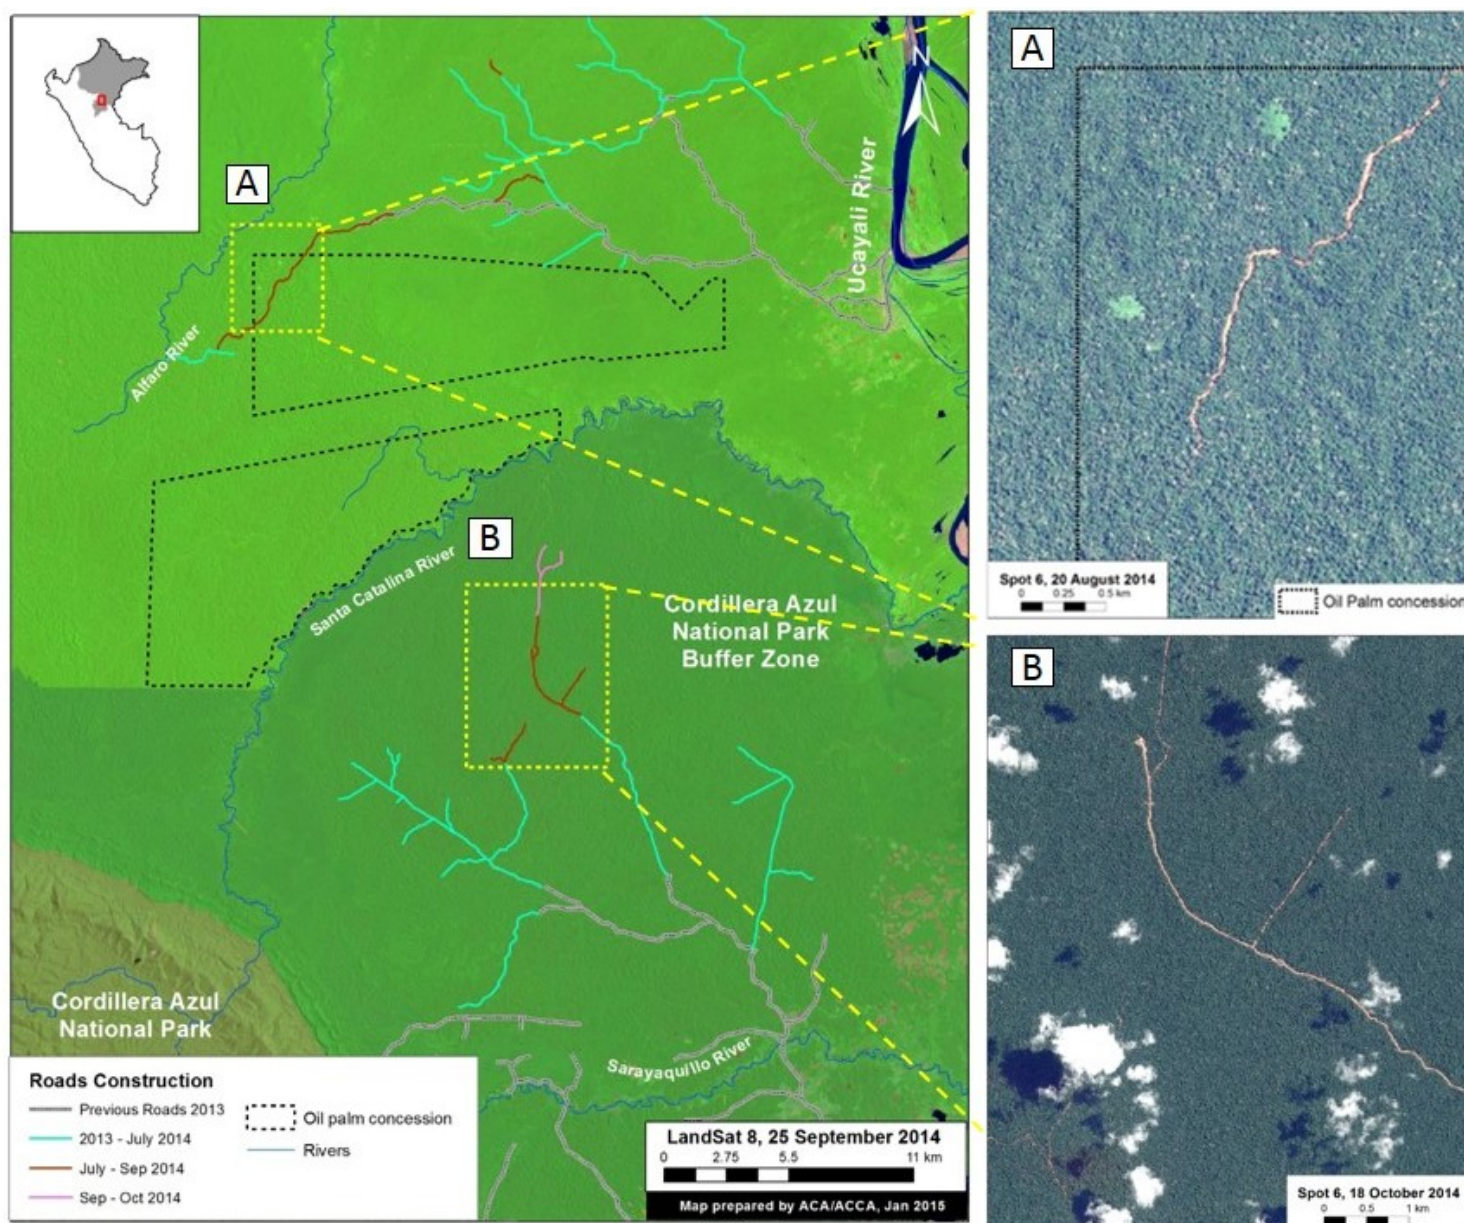 A
N
Ucayali River
Alfaro River
B
Santa Catalina River
Cordillera Azul
National Park
Buffer Zone
Cordillera Azul
National Park
Sarayaquillo River
Roads Construction
Previous Roads 2013
2013 - July 2014
July - Sep 2014
Sep - Oct 2014
Oil palm concession
Rivers
LandSat 8, 25 September 2014
0 2.75 5.5 11 km
Map prepared by ACA/ACCA, Jan 2015
A
Spot 6, 20 August 2014
0 0.25 0.5 km
Oil Palm concession
B
Spot 6, 18 October 2014
0 0.5 1 km